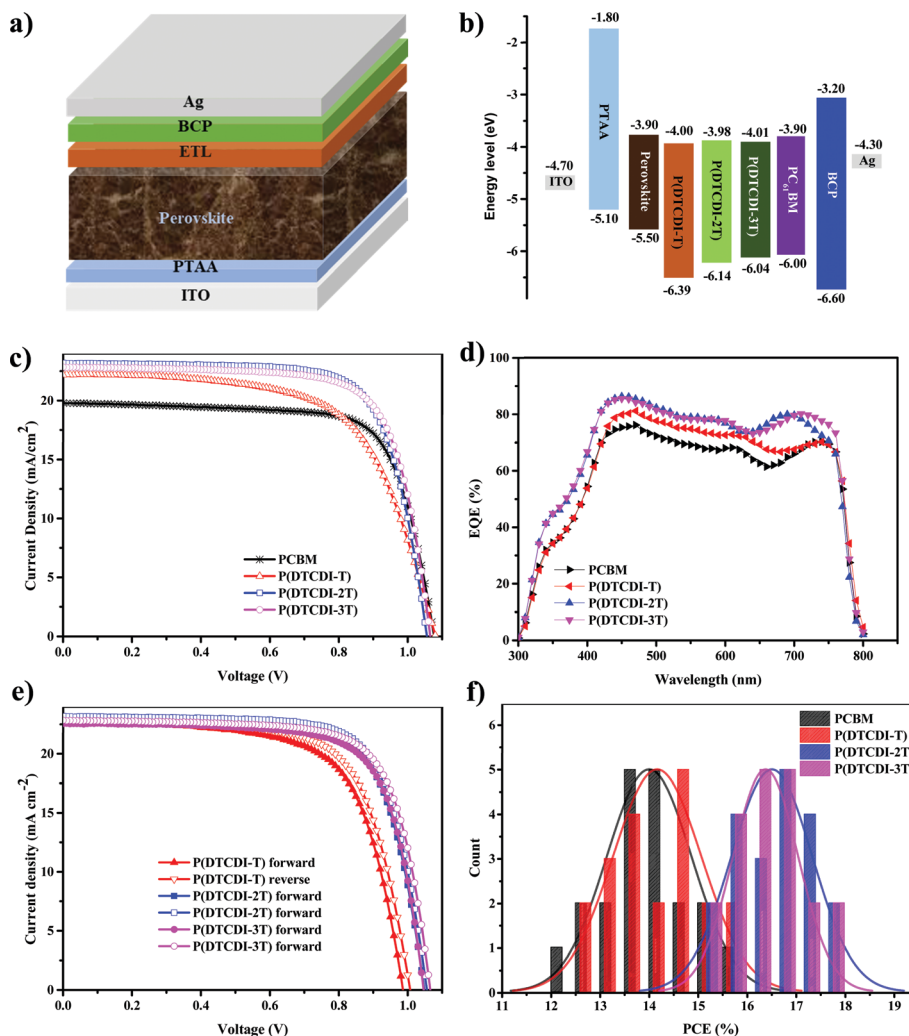 a)
Ag
BCP
ETL
Perovskite
PTAA
ITO
b)
Energy level (eV)
-2
-3
-4
-5
-6
-4.70
ITO
-1.80
PTAA
-5.10
-3.90
Perovskite
-5.50
-4.00
P(DTCDI-T)
-6.39
-3.98
P(DTCDI-2T)
-6.14
-4.01
P(DTCDI-3T)
-6.04
-3.90
PC61BM
-6.00
-3.20
BCP
-6.60
-4.30
Ag
c)
Current Density (mA/cm2)
20
15
10
5
0
PCBM
P(DTCDI-T)
P(DTCDI-2T)
P(DTCDI-3T)
0.0 0.2 0.4 0.6 0.8 1.0
Voltage (V)
d)
EQE (%)
100
80
60
40
20
0
PCBM
P(DTCDI-T)
P(DTCDI-2T)
P(DTCDI-3T)
300 400 500 600 700 800
Wavelength (nm)
e)
Current density (mA cm-2)
20
15
10
5
0
P(DTCDI-T) forward
P(DTCDI-T) reverse
P(DTCDI-2T) forward
P(DTCDI-2T) forward
P(DTCDI-3T) forward
P(DTCDI-3T) forward
0.0 0.2 0.4 0.6 0.8 1.0
Voltage (V)
f)
Count
6
5
4
3
2
1
0
PCBM
P(DTCDI-T)
P(DTCDI-2T
P(DTCDI-3T
11 12 13 14 15 16 17 18 19
PCE (%)